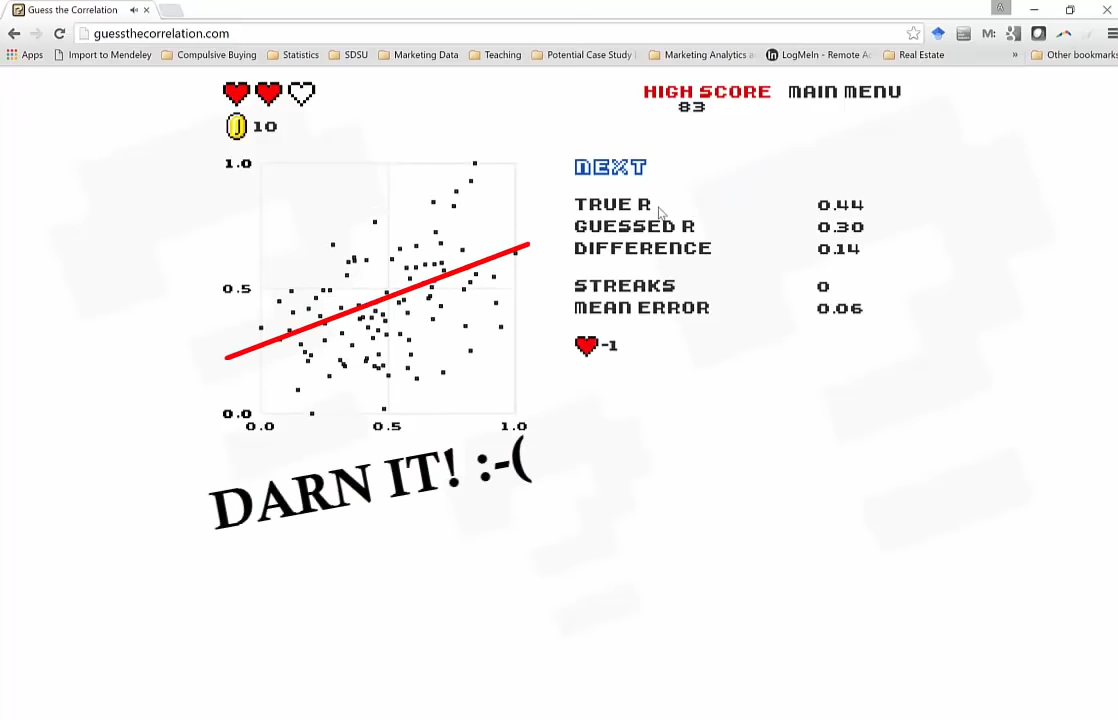 Guess the Correlation
guessthecorrelation.com
Apps Import to Mendeley Compulsive Buying Statistics SDSU Marketing Data Teaching Potential Case Study Marketing Analytics a LogMeIn - Remote Ac Real Estate » Other bookmarks
HIGH SCORE MAIN MENU
83
10
NEXT
TRUE R 0.44
GUESSED R 0.30
DIFFERENCE 0.14
STREAKS 0
MEAN ERROR 0.06
-1
1.0
0.5
0.0
0.0 0.5 1.0
DARN IT! :-(